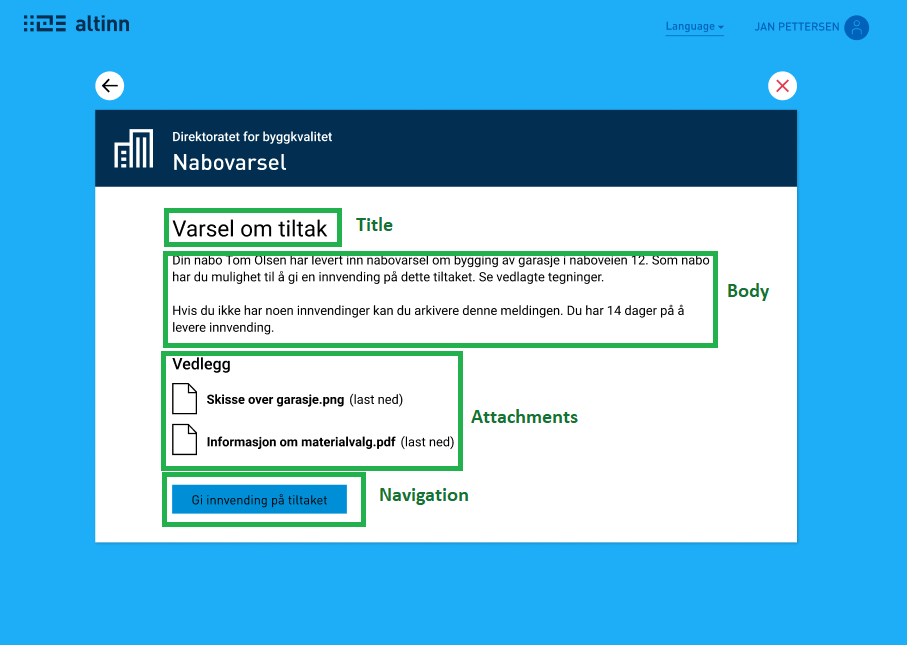 altinn
Language
JAN PETTERSEN
Direktoratet for byggkvalitet
Nabovarsel
Varsel om tiltak
Title
Din nabo Tom Olsen har levert inn nabovarsel om bygging av garasje i naboveien 12. Som nabo
har du mulighet til å gi en innvending på dette tiltaket. Se vedlagte tegninger.
Body
Hvis du ikke har noen innvendinger kan du arkivere denne meldingen. Du har 14 dager på å
levere innvending.
Vedlegg
Skisse over garasje.png (last ned)
Attachments
Informasjon om materialvalg.pdf (last ned)
Gi innvending på tiltaket
Navigation